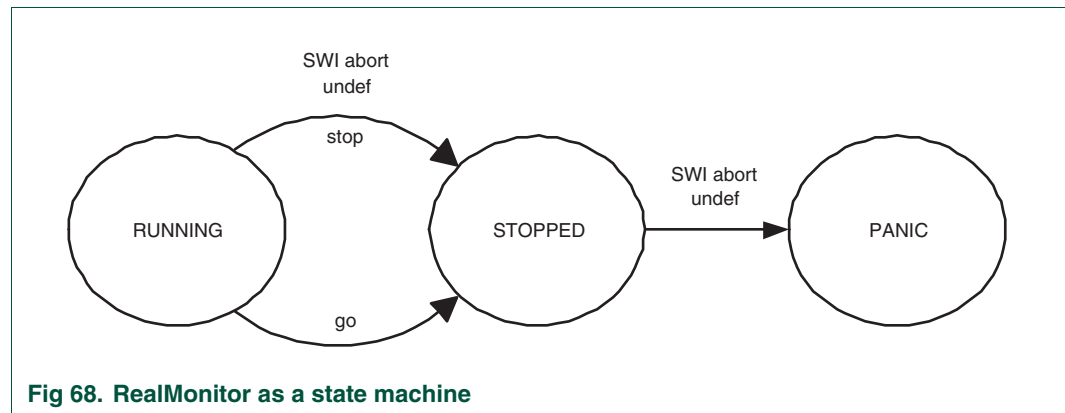 SWI abort
undef
stop
SWI abort
undef
RUNNING
STOPPED
PANIC
go
Fig 68. RealMonitor as a state machine